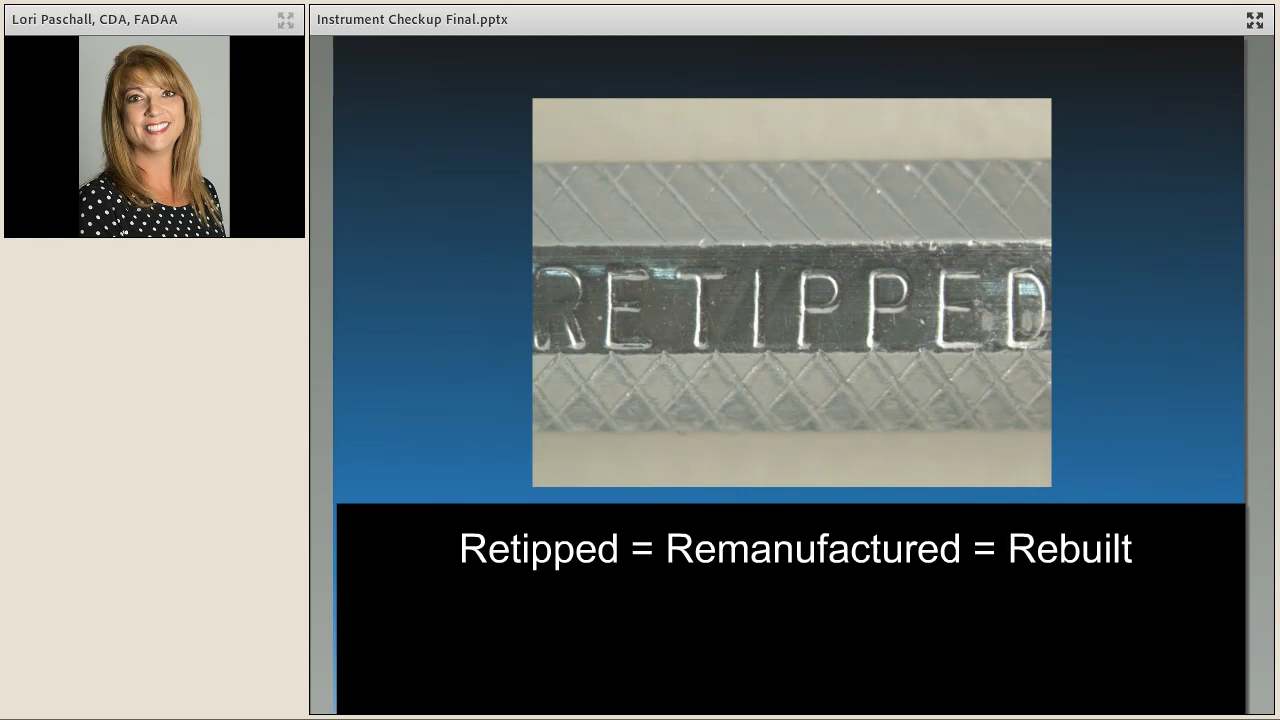 Lori Paschall, CDA, FADAA
Instrument Checkup Final.pptx
RETIPPED
Retipped = Remanufactured = Rebuilt